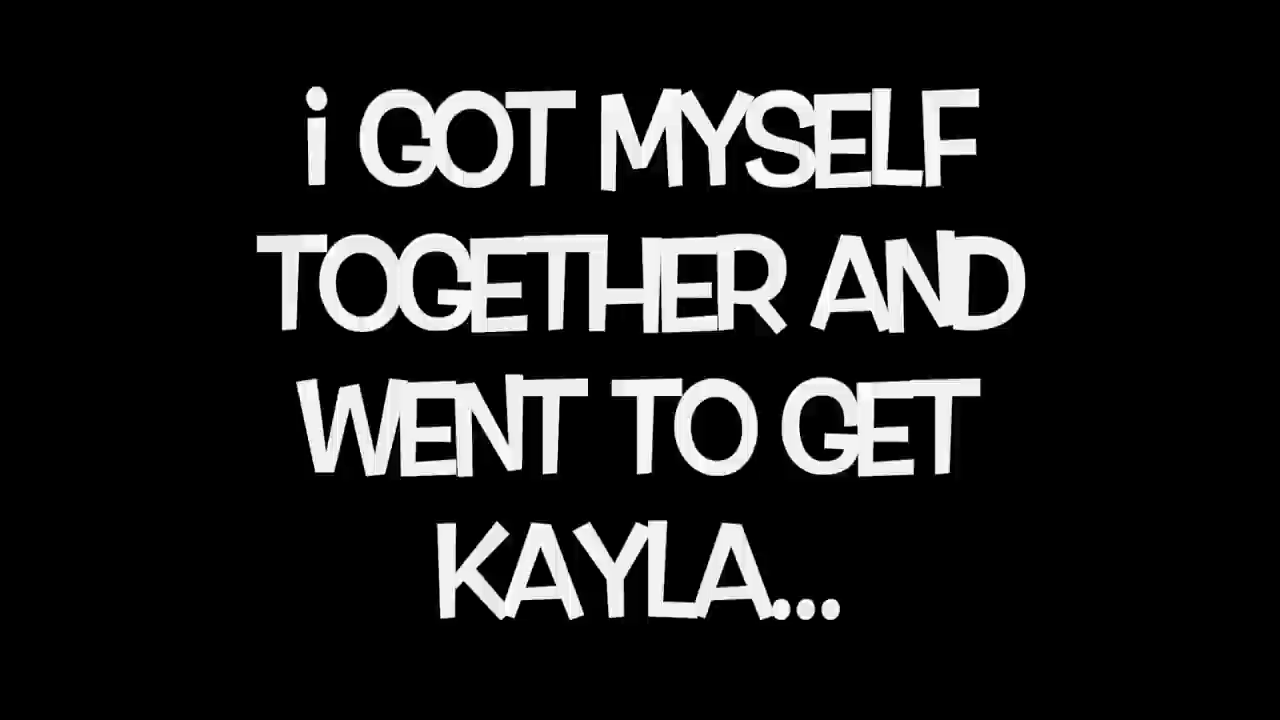 i GOT MYSELF
TOGETHER AND
WENT TO GET
KAYLA...